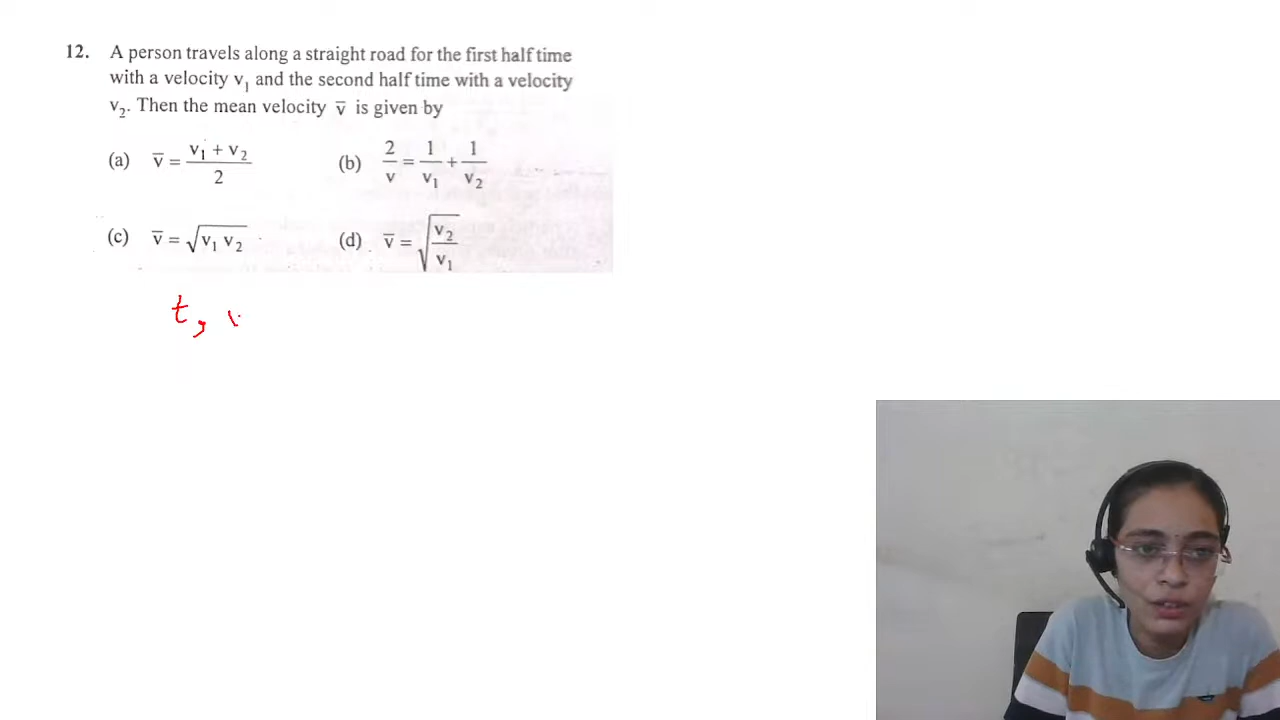 12. A person travels along a straight road for the first half time
with a velocity v₁ and the second half time with a velocity
v₂. Then the mean velocity v̄ is given by
(a) v̄ = (v₁ + v₂)/2 (b) 2/v = 1/v₁ + 1/v₂
(c) v̄ = √(v₁ v₂) (d) v̄ = √(v₂/v₁)
t,